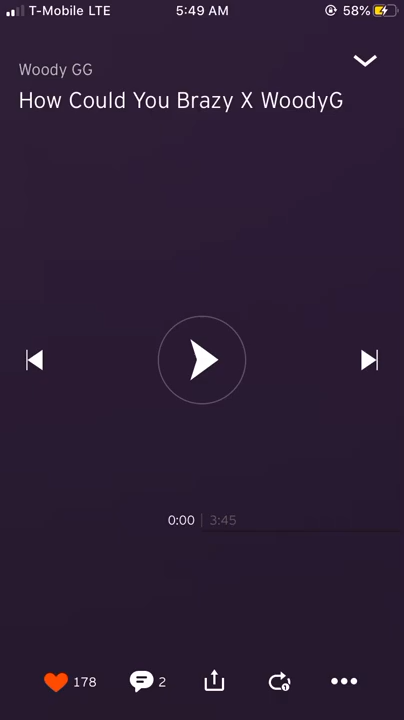 T-Mobile LTE 5:49 AM 58%
Woody GG
How Could You Brazy X WoodyG
0:00 | 3:45
178 2 1